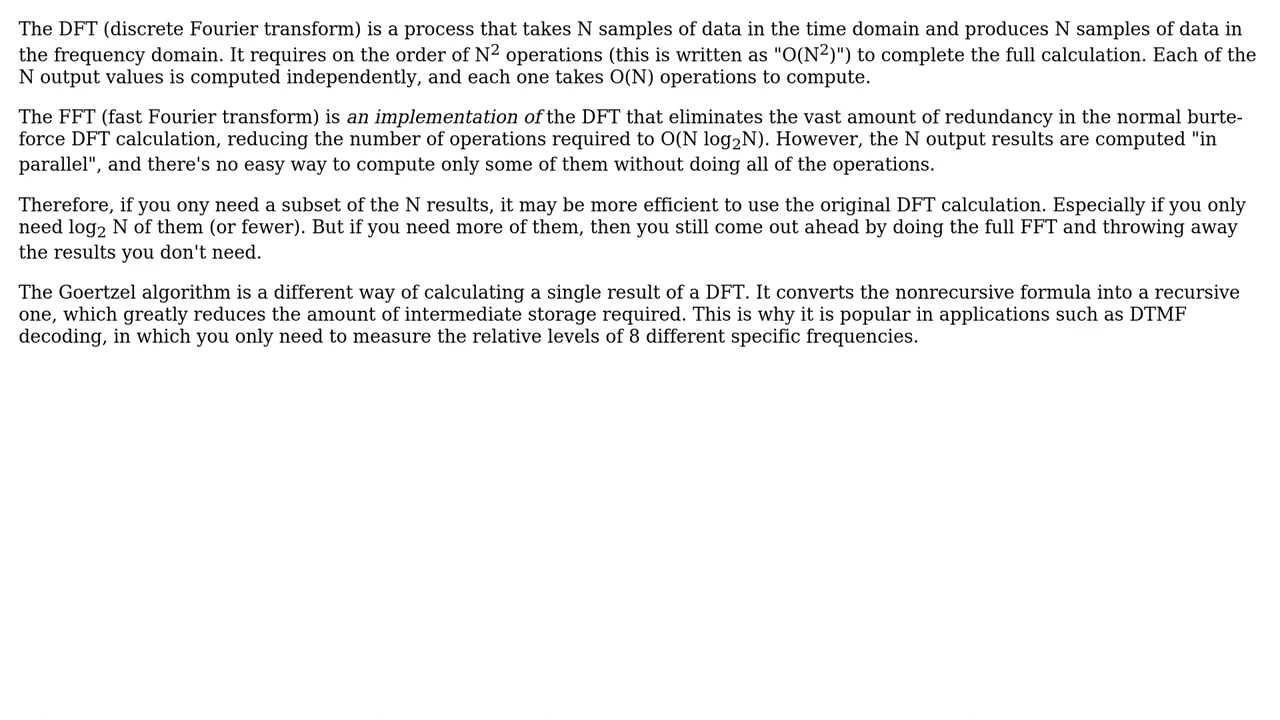 The DFT (discrete Fourier transform) is a process that takes N samples of data in the time domain and produces N samples of data in
the frequency domain. It requires on the order of N² operations (this is written as "O(N²)") to complete the full calculation. Each of the
N output values is computed independently, and each one takes O(N) operations to compute.
The FFT (fast Fourier transform) is an implementation of the DFT that eliminates the vast amount of redundancy in the normal burte-
force DFT calculation, reducing the number of operations required to O(N log₂N). However, the N output results are computed "in
parallel", and there's no easy way to compute only some of them without doing all of the operations.
Therefore, if you ony need a subset of the N results, it may be more efficient to use the original DFT calculation. Especially if you only
need log₂ N of them (or fewer). But if you need more of them, then you still come out ahead by doing the full FFT and throwing away
the results you don't need.
The Goertzel algorithm is a different way of calculating a single result of a DFT. It converts the nonrecursive formula into a recursive
one, which greatly reduces the amount of intermediate storage required. This is why it is popular in applications such as DTMF
decoding, in which you only need to measure the relative levels of 8 different specific frequencies.